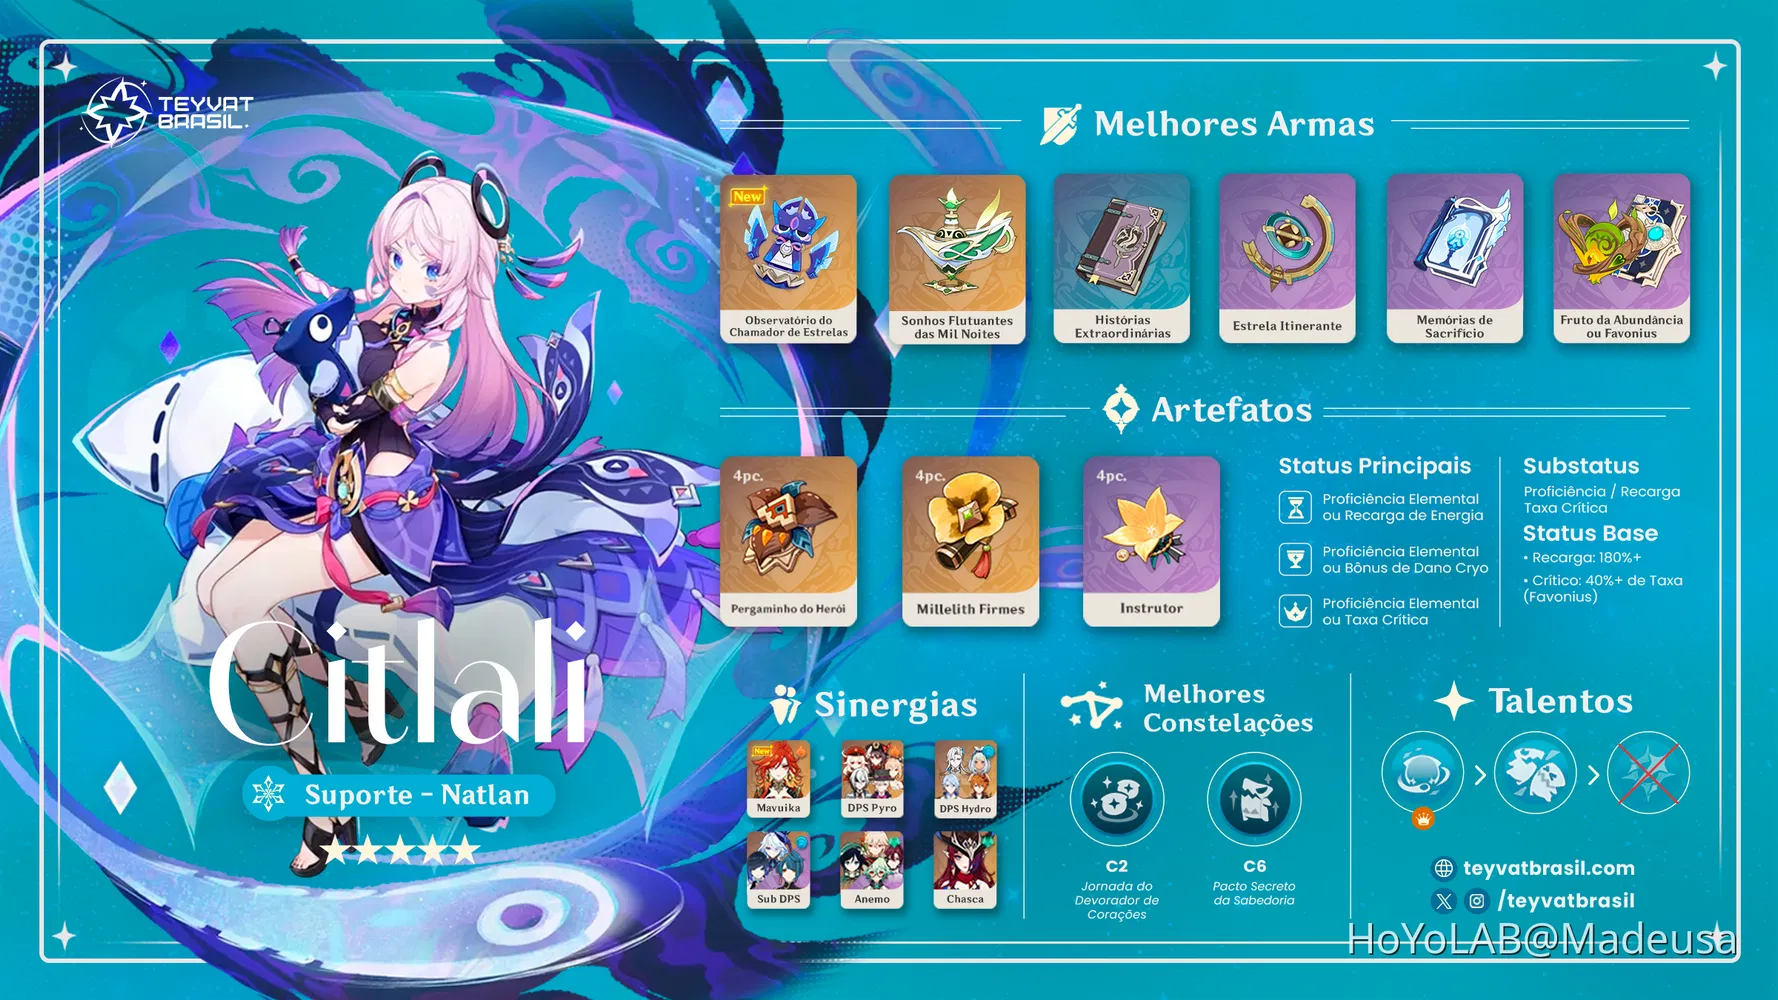 TEYVAT
BRASIL.
Citlali
Suporte - Natlan
Melhores Armas
New
Observatório do
Chamador de Estrelas
Sonhos Flutuantes
das Mil Noites
Histórias
Extraordinárias
Estrela Itinerante
Memórias de
Sacrifício
Fruto da Abundância
ou Favonius
Artefatos
4pc.
Pergaminho do Herói
4pc.
Millelith Firmes
4pc.
Instrutor
Status Principais
Proficiência Elemental
ou Recarga de Energia
Proficiência Elemental
ou Bônus de Dano Cryo
Proficiência Elemental
ou Taxa Crítica
Substatus
Proficiência / Recarga
Taxa Crítica
Status Base
• Recarga: 180%+
• Crítico: 40%+ de Taxa
(Favonius)
Sinergias
New
Mavuika
DPS Pyro
DPS Hydro
Sub DPS
Anemo
Chasca
Melhores
Constelações
C2
Jornada do
Devorador de
Corações
C6
Pacto Secreto
da Sabedoria
Talentos
teyvatbrasil.com
/teyvatbrasil
HoYoLAB@Madeusa